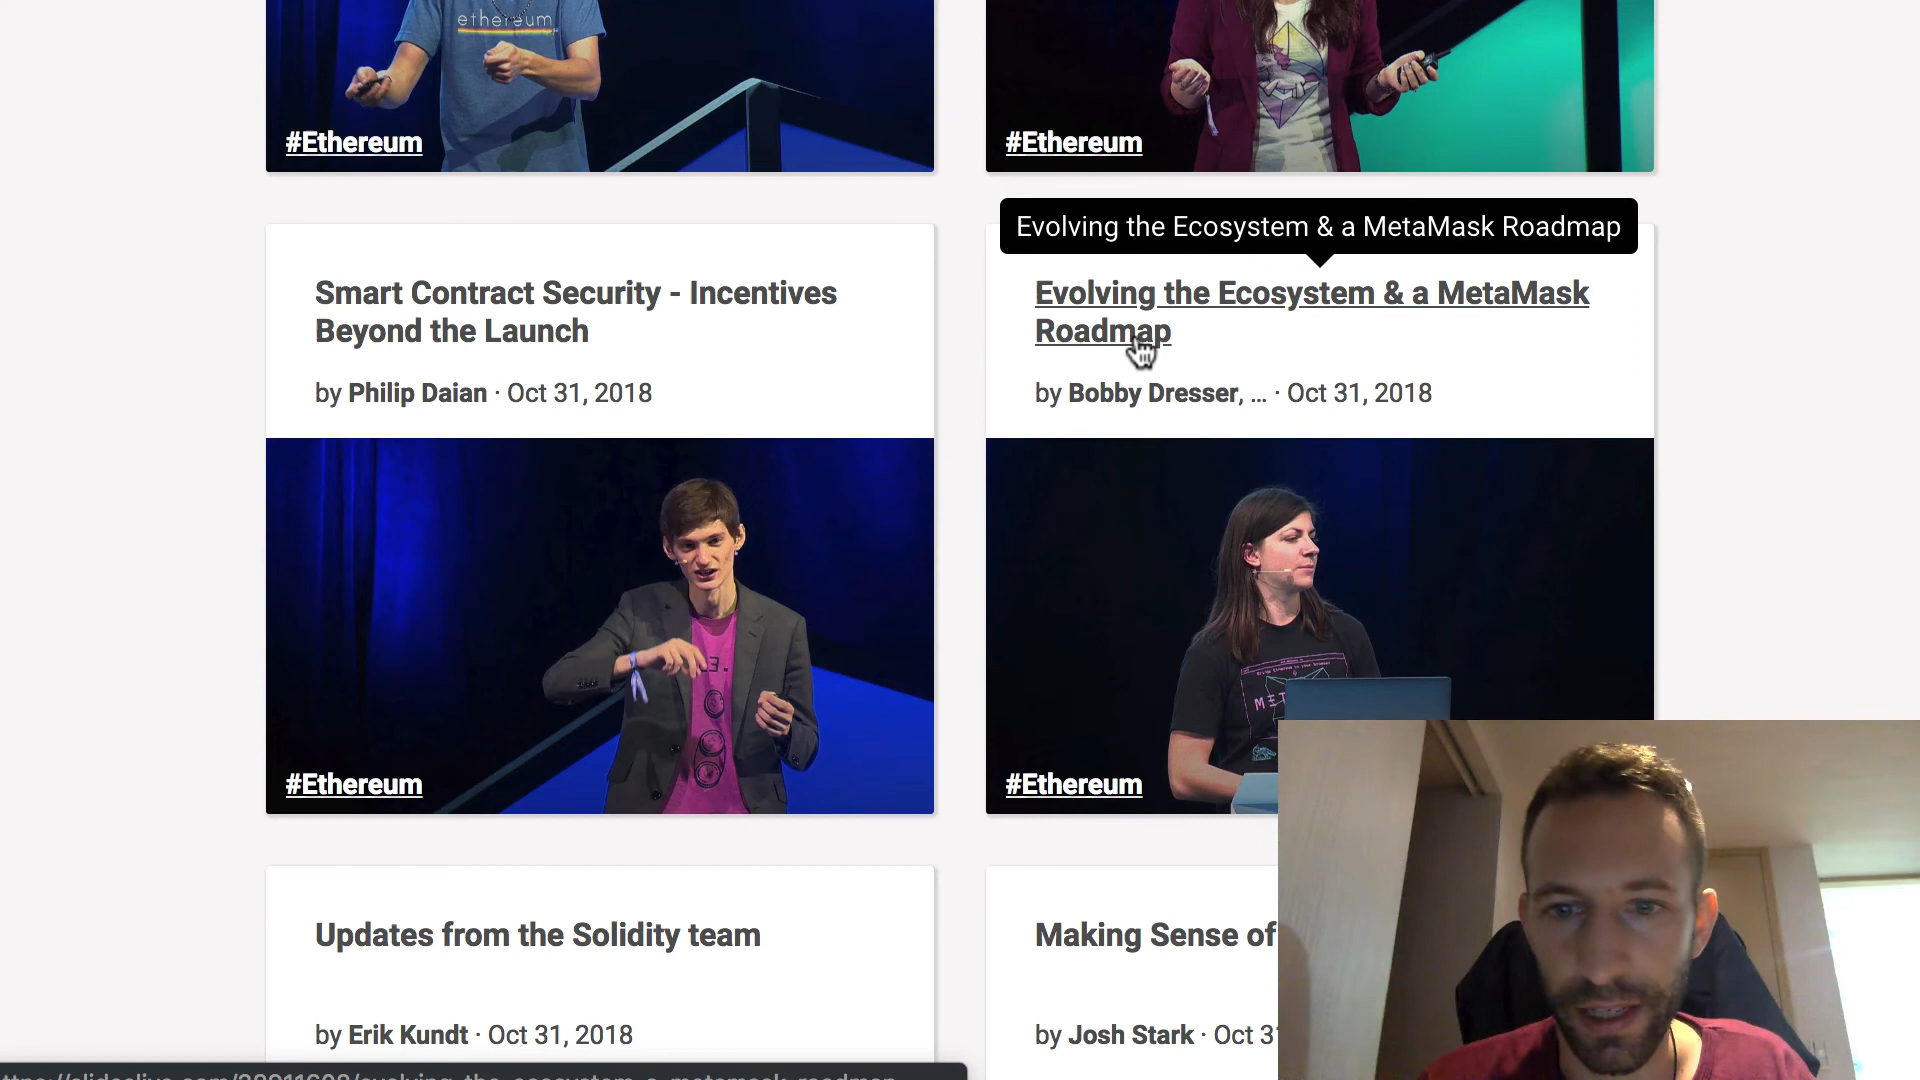 ethereum
#Ethereum
#Ethereum
Evolving the Ecosystem & a MetaMask Roadmap
Smart Contract Security - Incentives
Beyond the Launch
by Philip Daian · Oct 31, 2018
Evolving the Ecosystem & a MetaMask
Roadmap
by Bobby Dresser, ... · Oct 31, 2018
#Ethereum
#Ethereum
Updates from the Solidity team
by Erik Kundt · Oct 31, 2018
Making Sense of
by Josh Stark · Oct 31